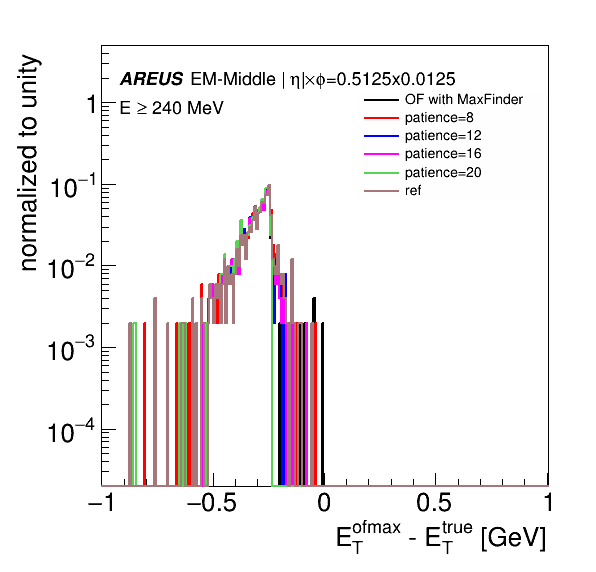 normalized to unity
AREUS EM-Middle | η|×ϕ=0.5125x0.0125
E ≥ 240 MeV
OF with MaxFinder
patience=8
patience=12
patience=16
patience=20
ref
1
10⁻¹
10⁻²
10⁻³
10⁻⁴
−1 −0.5 0 0.5 1
E_T^ofmax - E_T^true [GeV]